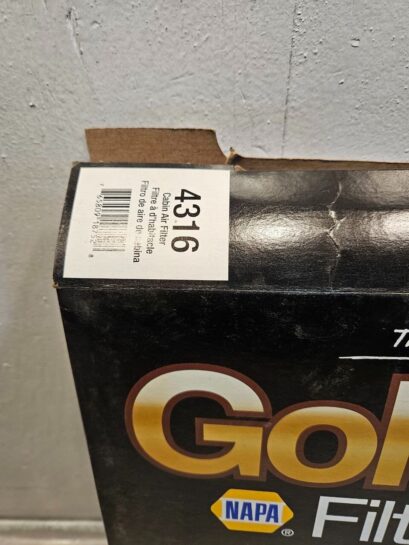 4316
Cabin Air Filter
Filtre à d'habitacle
Filtro de aire de cabina
Gol
NAPA
®
Filt